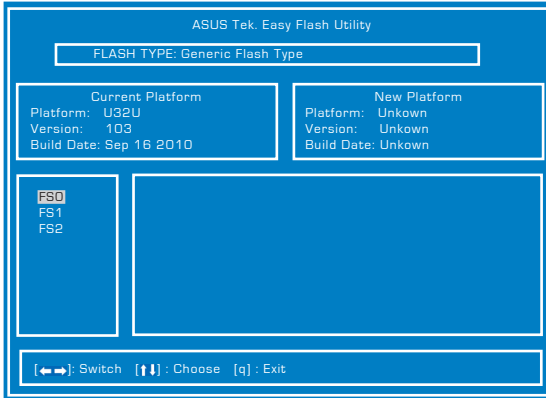 ASUS Tek. Easy Flash Utility
FLASH TYPE: Generic Flash Type
Current Platform
Platform: U32U
Version: 103
Build Date: Sep 16 2010
New Platform
Platform: Unkown
Version: Unkown
Build Date: Unkown
FS0
FS1
FS2
[←→]: Switch [↑↓] : Choose [q] : Exit